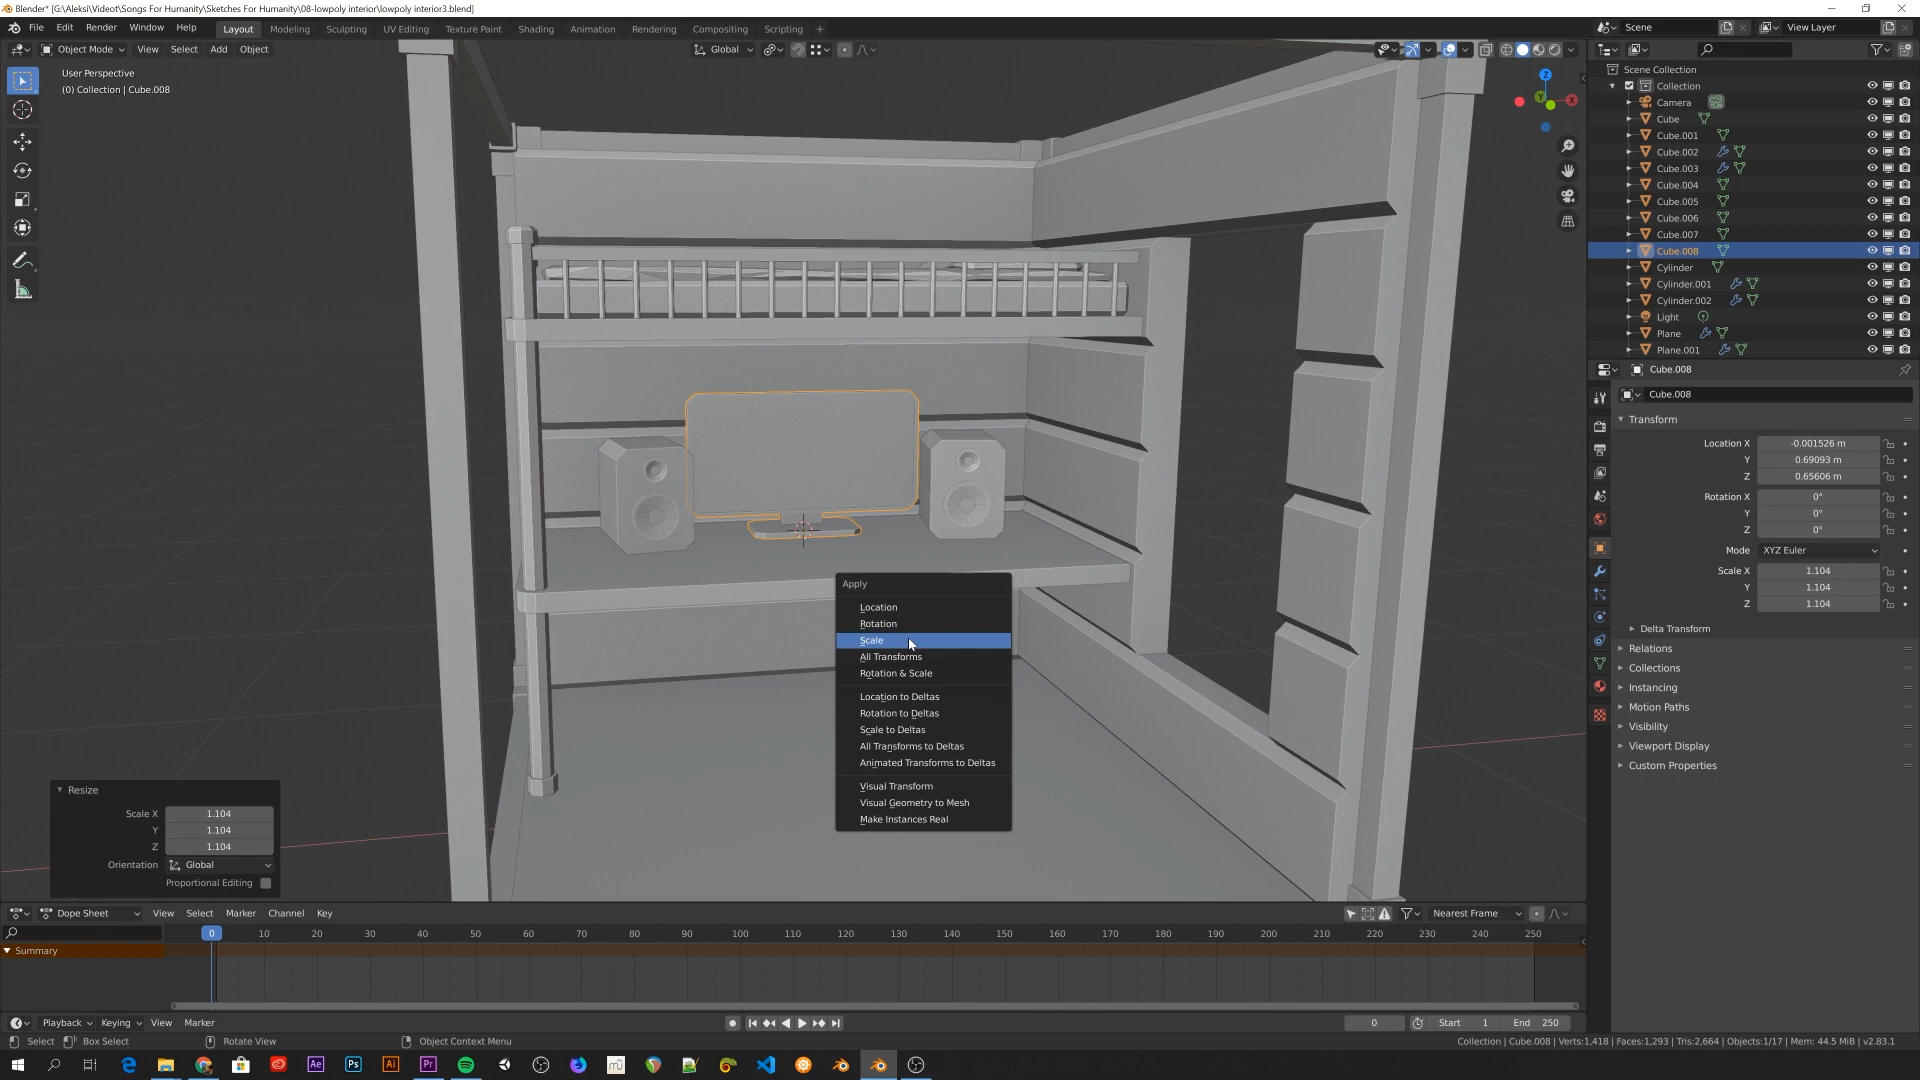 Blender* [G:\Aleksi\Videot\Songs For Humanity\Sketches For Humanity\08-lowpoly interior\lowpoly interior3.blend]
File Edit Render Window Help
Layout Modeling Sculpting UV Editing Texture Paint Shading Animation Rendering Compositing Scripting +
Scene
View Layer
Object Mode View Select Add Object
Global
User Perspective
(0) Collection | Cube.008
Z
X
Y
Scene Collection
Collection
Camera
Cube
Cube.001
Cube.002
Cube.003
Cube.004
Cube.005
Cube.006
Cube.007
Cube.008
Cylinder
Cylinder.001
Cylinder.002
Light
Plane
Plane.001
Cube.008
Cube.008
Transform
Location X -0.001526 m
Y 0.69093 m
Z 0.65606 m
Rotation X 0°
Y 0°
Z 0°
Mode XYZ Euler
Scale X 1.104
Y 1.104
Z 1.104
Delta Transform
Relations
Collections
Instancing
Motion Paths
Visibility
Viewport Display
Custom Properties
Apply
Location
Rotation
Scale
All Transforms
Rotation & Scale
Location to Deltas
Rotation to Deltas
Scale to Deltas
All Transforms to Deltas
Animated Transforms to Deltas
Visual Transform
Visual Geometry to Mesh
Make Instances Real
Resize
Scale X 1.104
Y 1.104
Z 1.104
Orientation Global
Proportional Editing
Dope Sheet View Select Marker Channel Key
Nearest Frame
0 10 20 30 40 50 60 70 80 90 100 110 120 130 140 150 160 170 180 190 200 210 220 230 240 250
Summary
Playback Keying View Marker
0 Start 1 End 250
Select Box Select Rotate View Object Context Menu
Collection | Cube.008 | Verts:1,418 | Faces:1,293 | Tris:2,664 | Objects:1/17 | Mem: 44.5 MiB | v2.83.1
Ae Ps Ai Pr